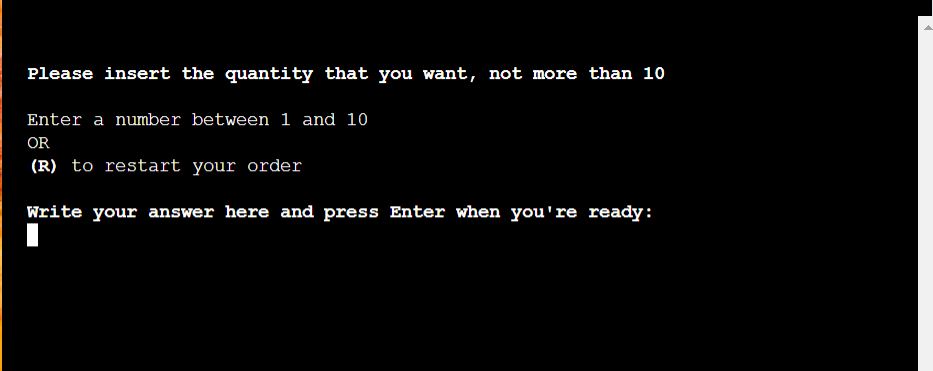 Please insert the quantity that you want, not more than 10
Enter a number between 1 and 10
OR
(R) to restart your order
Write your answer here and press Enter when you're ready: